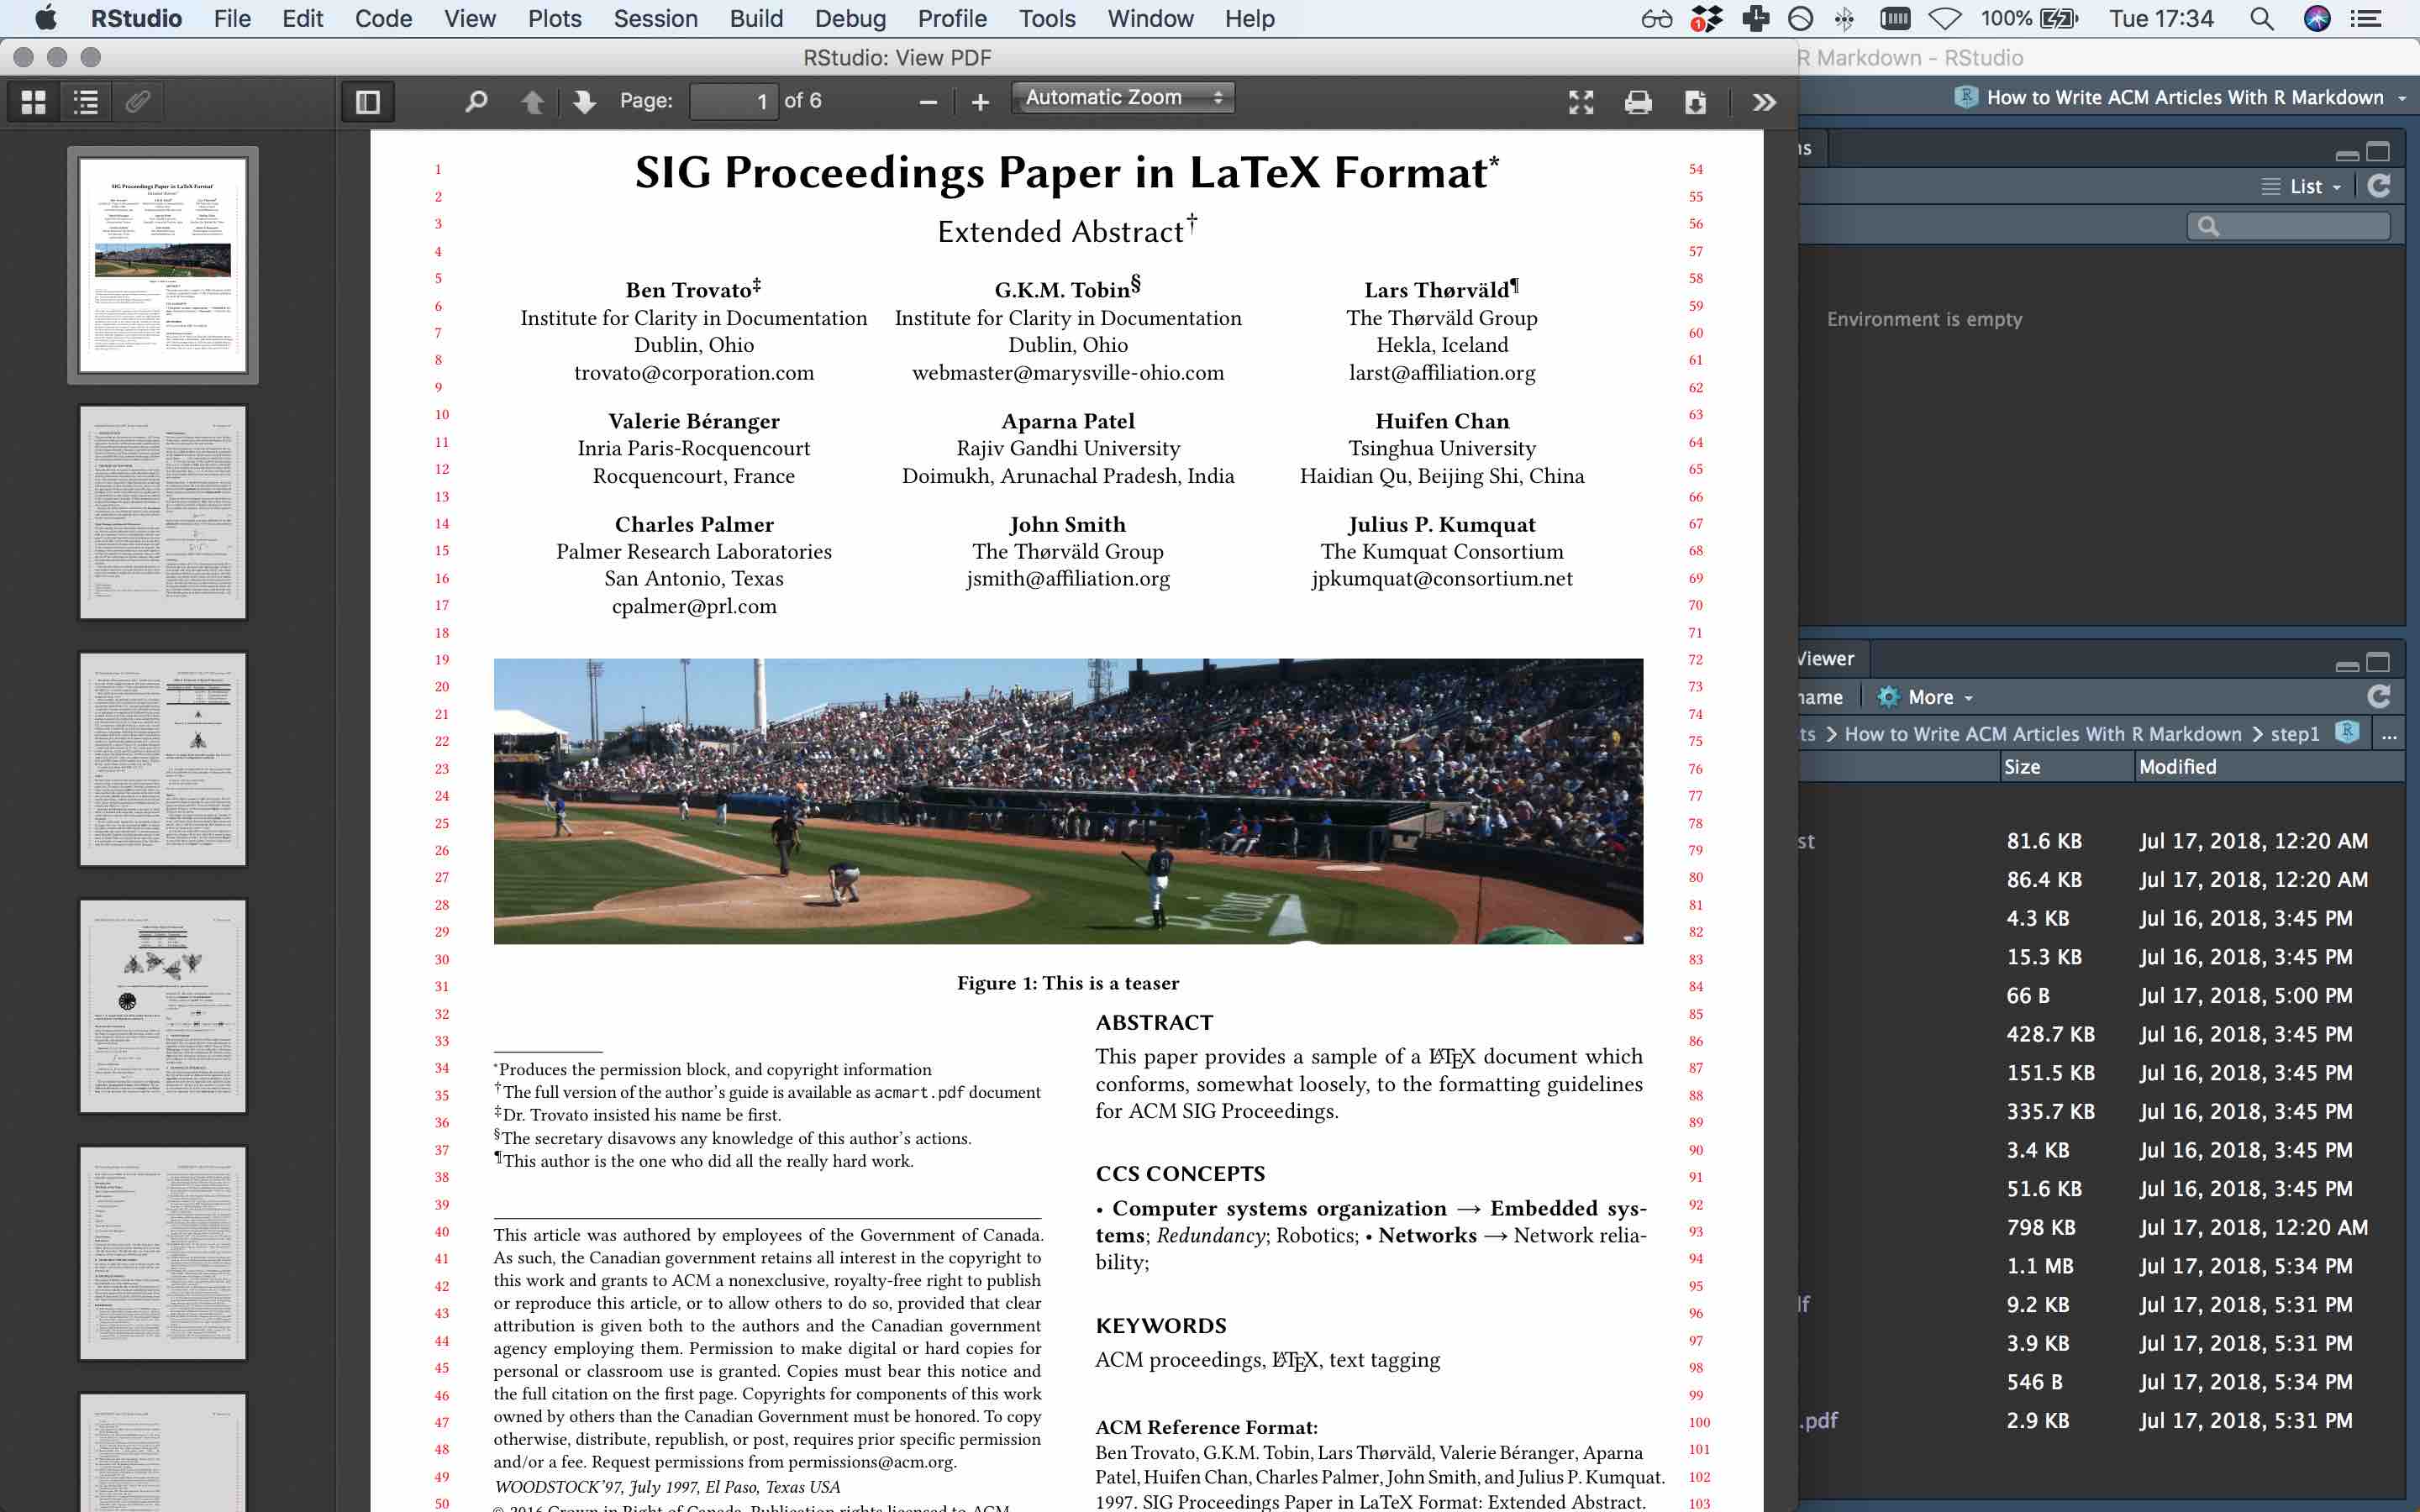 RStudio File Edit Code View Plots Session Build Debug Profile Tools Window Help 100% Tue 17:34
RStudio: View PDF
R Markdown - RStudio
Page: 1 of 6 Automatic Zoom
How to Write ACM Articles With R Markdown
SIG Proceedings Paper in LaTeX Format*
Extended Abstract†
Ben Trovato‡
Institute for Clarity in Documentation
Dublin, Ohio
trovato@corporation.com
G.K.M. Tobin§
Institute for Clarity in Documentation
Dublin, Ohio
webmaster@marysville-ohio.com
Lars Thørväld¶
The Thørväld Group
Hekla, Iceland
larst@affiliation.org
Valerie Béranger
Inria Paris-Rocquencourt
Rocquencourt, France
Aparna Patel
Rajiv Gandhi University
Doimukh, Arunachal Pradesh, India
Huifen Chan
Tsinghua University
Haidian Qu, Beijing Shi, China
Charles Palmer
Palmer Research Laboratories
San Antonio, Texas
cpalmer@prl.com
John Smith
The Thørväld Group
jsmith@affiliation.org
Julius P. Kumquat
The Kumquat Consortium
jpkumquat@consortium.net
Figure 1: This is a teaser
*Produces the permission block, and copyright information
†The full version of the author's guide is available as acmart.pdf document
‡Dr. Trovato insisted his name be first.
§The secretary disavows any knowledge of this author's actions.
¶This author is the one who did all the really hard work.
This article was authored by employees of the Government of Canada.
As such, the Canadian government retains all interest in the copyright to
this work and grants to ACM a nonexclusive, royalty-free right to publish
or reproduce this article, or to allow others to do so, provided that clear
attribution is given both to the authors and the Canadian government
agency employing them. Permission to make digital or hard copies for
personal or classroom use is granted. Copies must bear this notice and
the full citation on the first page. Copyrights for components of this work
owned by others than the Canadian Government must be honored. To copy
otherwise, distribute, republish, or post, requires prior specific permission
and/or a fee. Request permissions from permissions@acm.org.
WOODSTOCK'97, July 1997, El Paso, Texas USA
© 2016 Crown in Right of Canada. Publication rights licensed to ACM.
ABSTRACT
This paper provides a sample of a LATEX document which
conforms, somewhat loosely, to the formatting guidelines
for ACM SIG Proceedings.
CCS CONCEPTS
• Computer systems organization → Embedded sys-
tems; Redundancy; Robotics; • Networks → Network relia-
bility;
KEYWORDS
ACM proceedings, LATEX, text tagging
ACM Reference Format:
Ben Trovato, G.K.M. Tobin, Lars Thørväld, Valerie Béranger, Aparna
Patel, Huifen Chan, Charles Palmer, John Smith, and Julius P. Kumquat.
1997. SIG Proceedings Paper in LaTeX Format: Extended Abstract.
1
2
3
4
5
6
7
8
9
10
11
12
13
14
15
16
17
18
19
20
21
22
23
24
25
26
27
28
29
30
31
32
33
34
35
36
37
38
39
40
41
42
43
44
45
46
47
48
49
50
54
55
56
57
58
59
60
61
62
63
64
65
66
67
68
69
70
71
72
73
74
75
76
77
78
79
80
81
82
83
84
85
86
87
88
89
90
91
92
93
94
95
96
97
98
99
100
101
102
103
List
Environment is empty
Viewer
name More
ts > How to Write ACM Articles With R Markdown > step1 ...
Size Modified
st 81.6 KB Jul 17, 2018, 12:20 AM
86.4 KB Jul 17, 2018, 12:20 AM
4.3 KB Jul 16, 2018, 3:45 PM
15.3 KB Jul 16, 2018, 3:45 PM
66 B Jul 17, 2018, 5:00 PM
428.7 KB Jul 16, 2018, 3:45 PM
151.5 KB Jul 16, 2018, 3:45 PM
335.7 KB Jul 16, 2018, 3:45 PM
3.4 KB Jul 16, 2018, 3:45 PM
51.6 KB Jul 16, 2018, 3:45 PM
798 KB Jul 17, 2018, 12:20 AM
1.1 MB Jul 17, 2018, 5:34 PM
lf 9.2 KB Jul 17, 2018, 5:31 PM
3.9 KB Jul 17, 2018, 5:31 PM
546 B Jul 17, 2018, 5:34 PM
.pdf 2.9 KB Jul 17, 2018, 5:31 PM